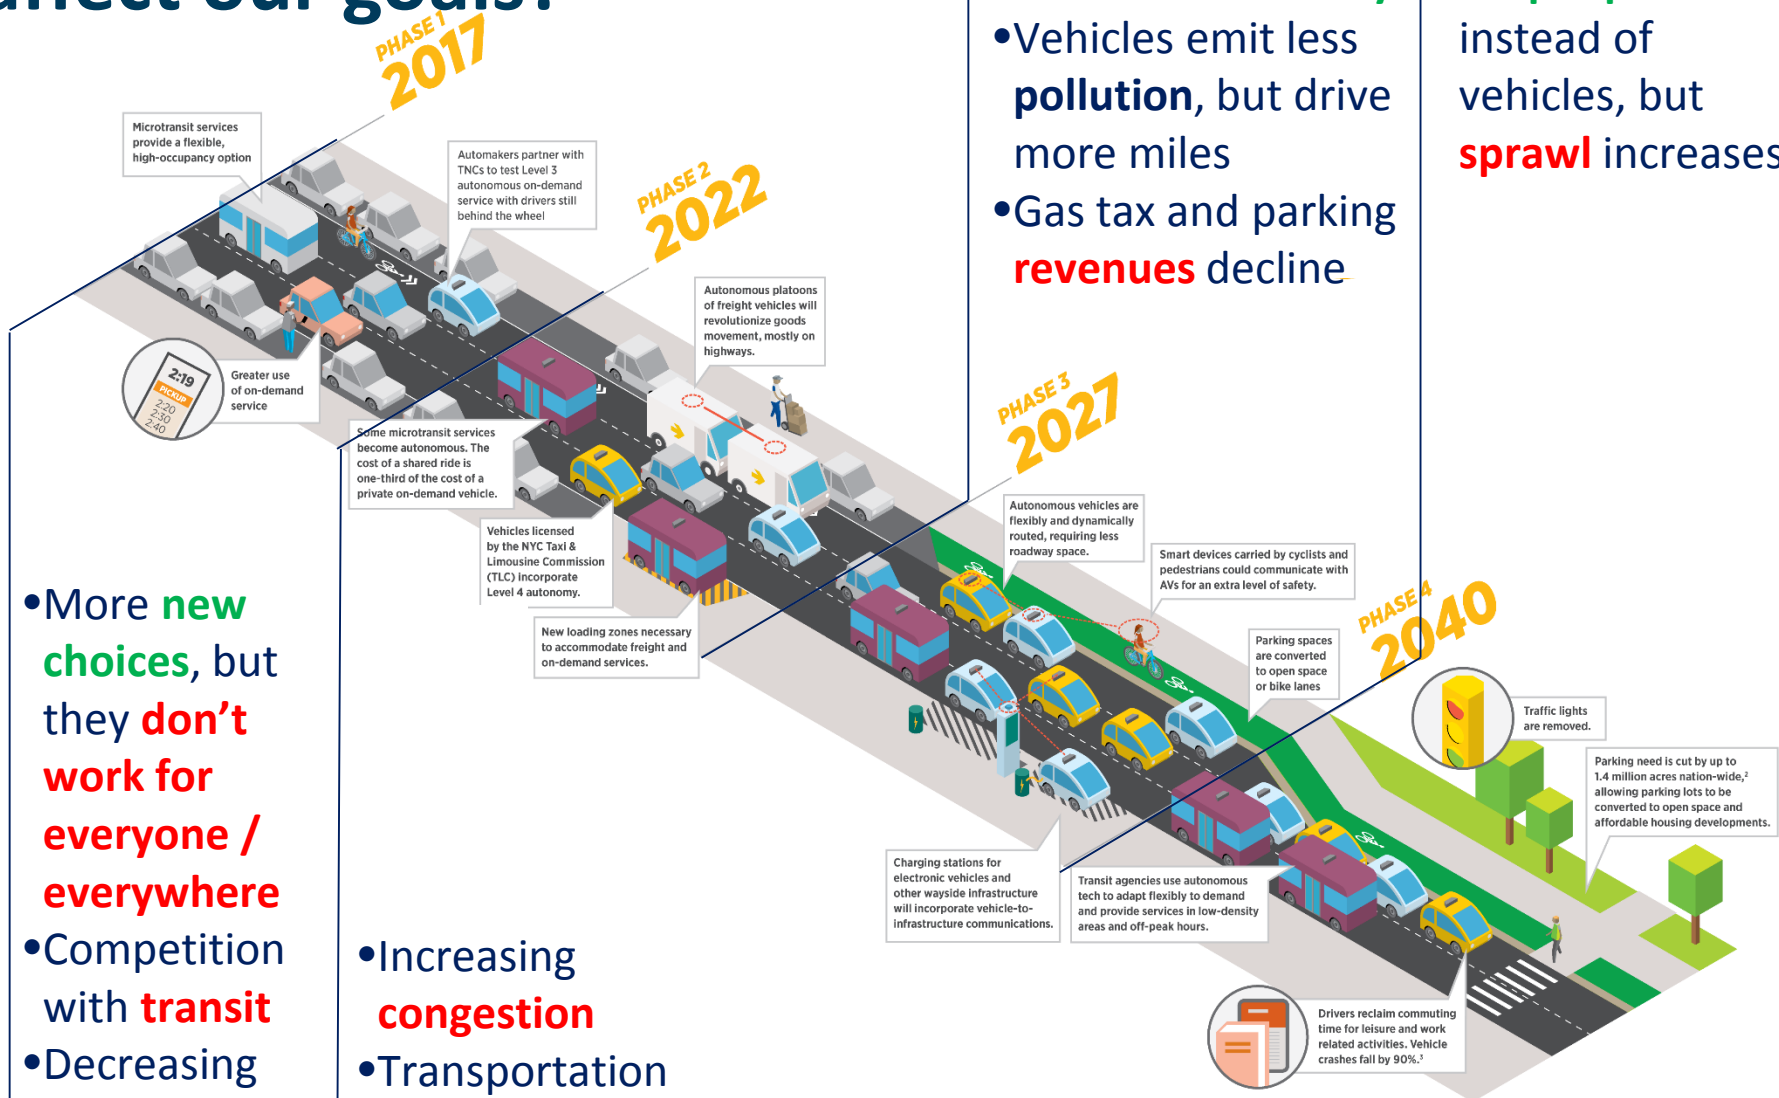 affect our goals?
PHASE 1
2017
Microtransit services
provide a flexible,
high-occupancy option
Automakers partner with
TNCs to test Level 3
autonomous on-demand
service with drivers still
behind the wheel
2:19
PICKUP
2:20
2:30
2:40
Greater use
of on-demand
service
•More new
choices, but
they don’t
work for
everyone /
everywhere
•Competition
with transit
•Decreasing
PHASE 2
2022
Autonomous platoons
of freight vehicles will
revolutionize goods
movement, mostly on
highways.
Some microtransit services
become autonomous. The
cost of a shared ride is
one-third of the cost of a
private on-demand vehicle.
Vehicles licensed
by the NYC Taxi &
Limousine Commission
(TLC) incorporate
Level 4 autonomy.
New loading zones necessary
to accommodate freight and
on-demand services.
•Increasing
congestion
•Transportation
PHASE 3
2027
•Vehicles emit less
pollution, but drive
more miles
•Gas tax and parking
revenues decline
Autonomous vehicles are
flexibly and dynamically
routed, requiring less
roadway space.
Smart devices carried by cyclists and
pedestrians could communicate with
AVs for an extra level of safety.
Parking spaces
are converted
to open space
or bike lanes
Charging stations for
electronic vehicles and
other wayside infrastructure
will incorporate vehicle-to-
infrastructure communications.
PHASE 4
2040
instead of
vehicles, but
sprawl increases
Traffic lights
are removed.
Parking need is cut by up to
1.4 million acres nation-wide,²
allowing parking lots to be
converted to open space and
affordable housing developments.
Transit agencies use autonomous
tech to adapt flexibly to demand
and provide services in low-density
areas and off-peak hours.
Drivers reclaim commuting
time for leisure and work
related activities. Vehicle
crashes fall by 90%.³